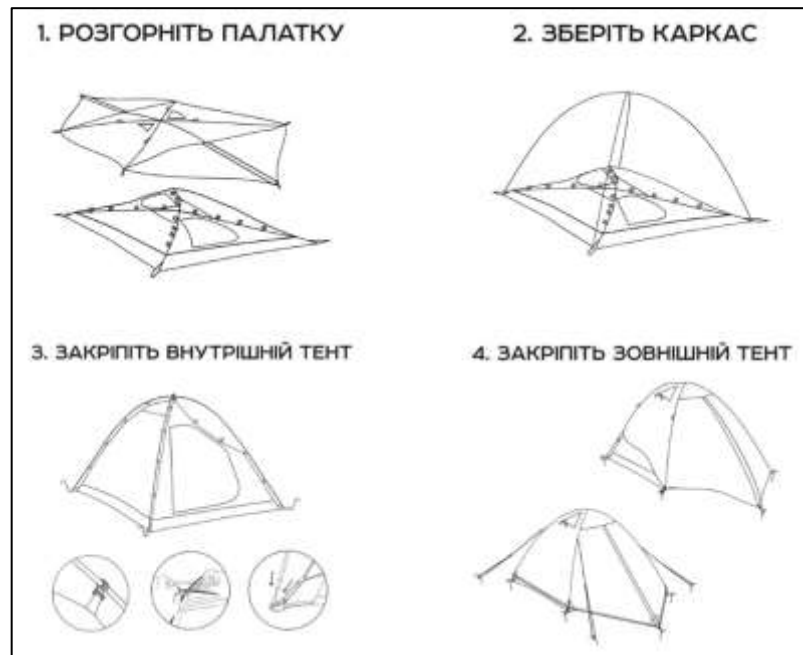 1. РОЗГОРНІТЬ ПАЛАТКУ
2. ЗБЕРІТЬ КАРКАС
3. ЗАКРІПІТЬ ВНУТРІШНІЙ ТЕНТ
4. ЗАКРІПІТЬ ЗОВНІШНІЙ ТЕНТ